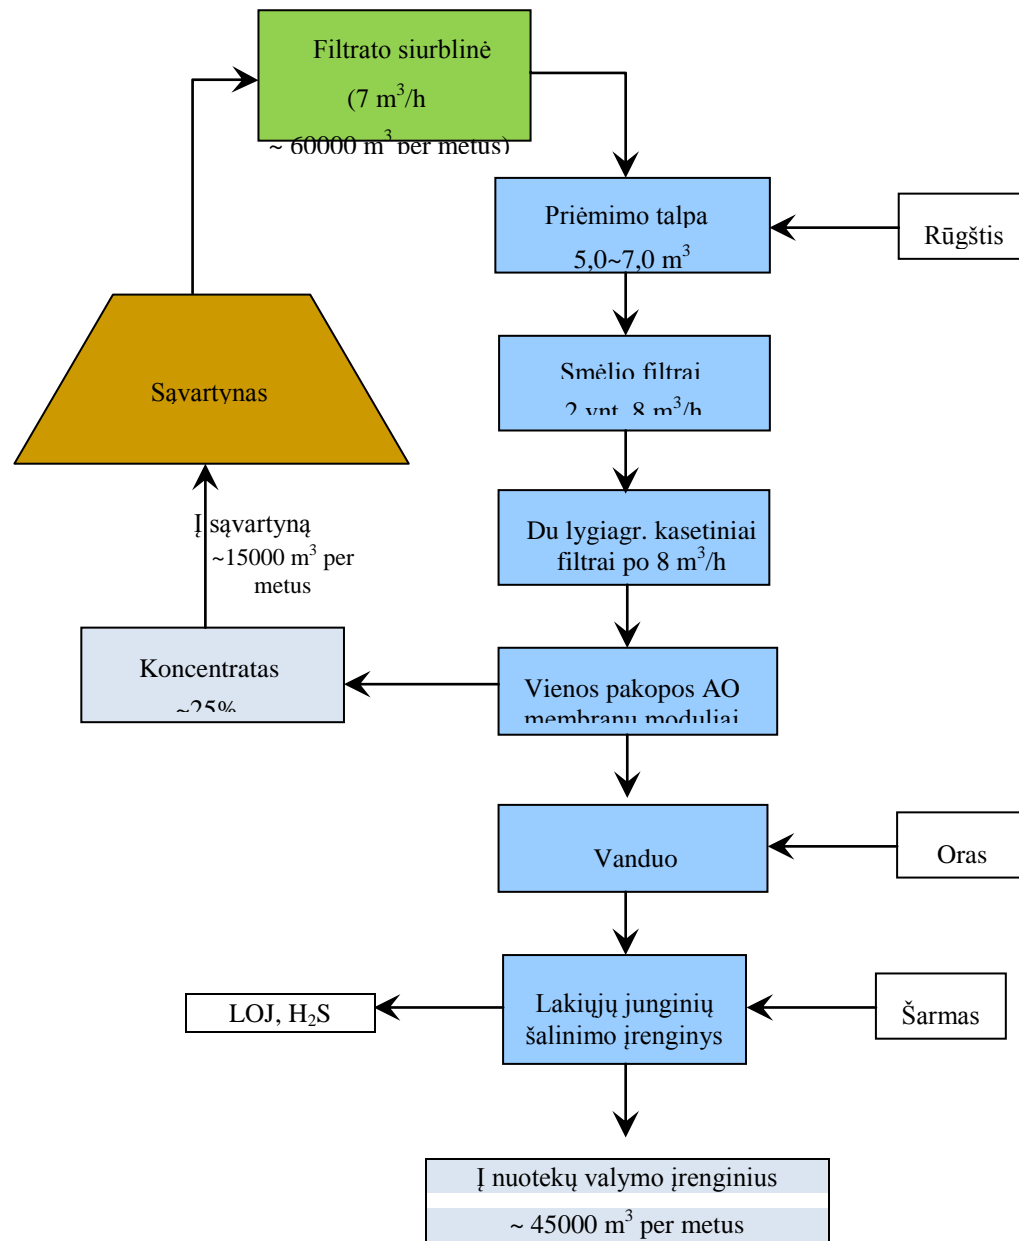 Filtrato siurblinė
(7 m³/h
~ 60000 m³ per metus)
Priėmimo talpa
5,0~7,0 m³
Rūgštis
Smėlio filtrai
2 vnt. 8 m³/h
Sąvartynas
Į sąvartyną
~15000 m³ per
metus
Du lygiagr. kasetiniai
filtrai po 8 m³/h
Koncentratas
~25%
Vienos pakopos AO
membranų moduliai
Vanduo
Oras
LOJ, H₂S
Lakiųjų junginių
šalinimo įrenginys
Šarmas
Į nuotekų valymo įrenginius
~ 45000 m³ per metus